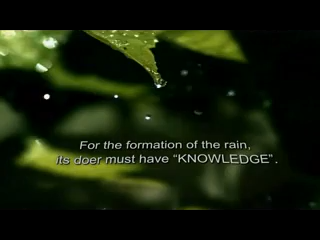 For the formation of the rain,
its doer must have “KNOWLEDGE”.